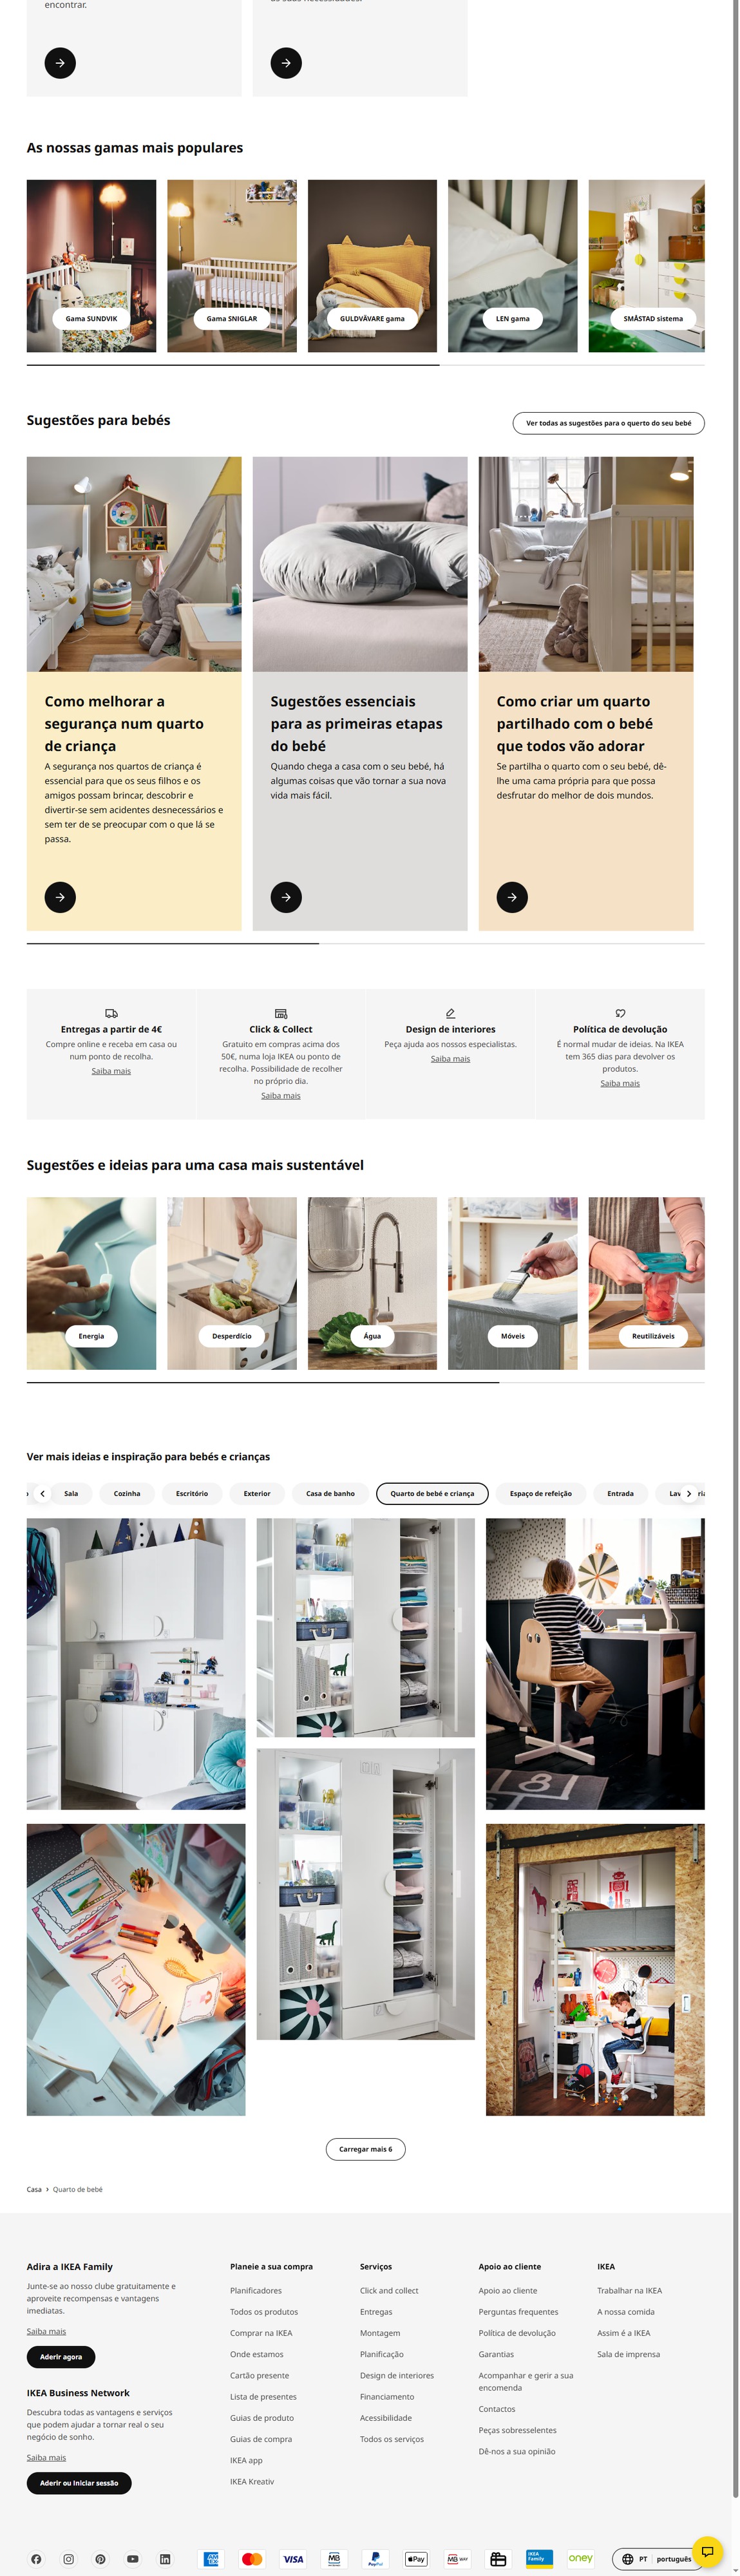 encontrar.
As nossas gamas mais populares
Gama SUNDVIK
Gama SNIGLAR
GULDVÄVARE gama
LEN gama
SMÅSTAD sistema
Sugestões para bebés
Ver todas as sugestões para o querto do seu bebé
Como melhorar a
segurança num quarto
de criança
A segurança nos quartos de criança é
essencial para que os seus filhos e os
amigos possam brincar, descobrir e
divertir-se sem acidentes desnecessários e
sem ter de se preocupar com o que lá se
passa.
Sugestões essenciais
para as primeiras etapas
do bebé
Quando chega a casa com o seu bebé, há
algumas coisas que vão tornar a sua nova
vida mais fácil.
Como criar um quarto
partilhado com o bebé
que todos vão adorar
Se partilha o quarto com o seu bebé, dê-
lhe uma cama própria para que possa
desfrutar do melhor de dois mundos.
Entregas a partir de 4€
Compre online e receba em casa ou
num ponto de recolha.
Saiba mais
Click & Collect
Gratuito em compras acima dos
50€, numa loja IKEA ou ponto de
recolha. Possibilidade de recolher
no próprio dia.
Saiba mais
Design de interiores
Peça ajuda aos nossos especialistas.
Saiba mais
Política de devolução
É normal mudar de ideias. Na IKEA
tem 365 dias para devolver os
produtos.
Saiba mais
Sugestões e ideias para uma casa mais sustentável
Energia
Desperdício
Água
Móveis
Reutilizáveis
Ver mais ideias e inspiração para bebés e crianças
Sala
Cozinha
Escritório
Exterior
Casa de banho
Quarto de bebé e criança
Espaço de refeição
Entrada
Carregar mais 6
Casa › Quarto de bebé
Adira a IKEA Family
Junte-se ao nosso clube gratuitamente e
aproveite recompensas e vantagens
imediatas.
Saiba mais
Aderir agora
IKEA Business Network
Descubra todas as vantagens e serviços
que podem ajudar a tornar real o seu
negócio de sonho.
Saiba mais
Aderir ou Iniciar sessão
Planeie a sua compra
Planificadores
Todos os produtos
Comprar na IKEA
Onde estamos
Cartão presente
Lista de presentes
Guias de produto
Guias de compra
IKEA app
IKEA Kreativ
Serviços
Click and collect
Entregas
Montagem
Planificação
Design de interiores
Financiamento
Acessibilidade
Todos os serviços
Apoio ao cliente
Apoio ao cliente
Perguntas frequentes
Política de devolução
Garantias
Acompanhar e gerir a sua
encomenda
Contactos
Peças sobresselentes
Dê-nos a sua opinião
IKEA
Trabalhar na IKEA
A nossa comida
Assim é a IKEA
Sala de imprensa
VISA
PayPal
Pay
MB WAY
IKEA
Family
oney
PT
português